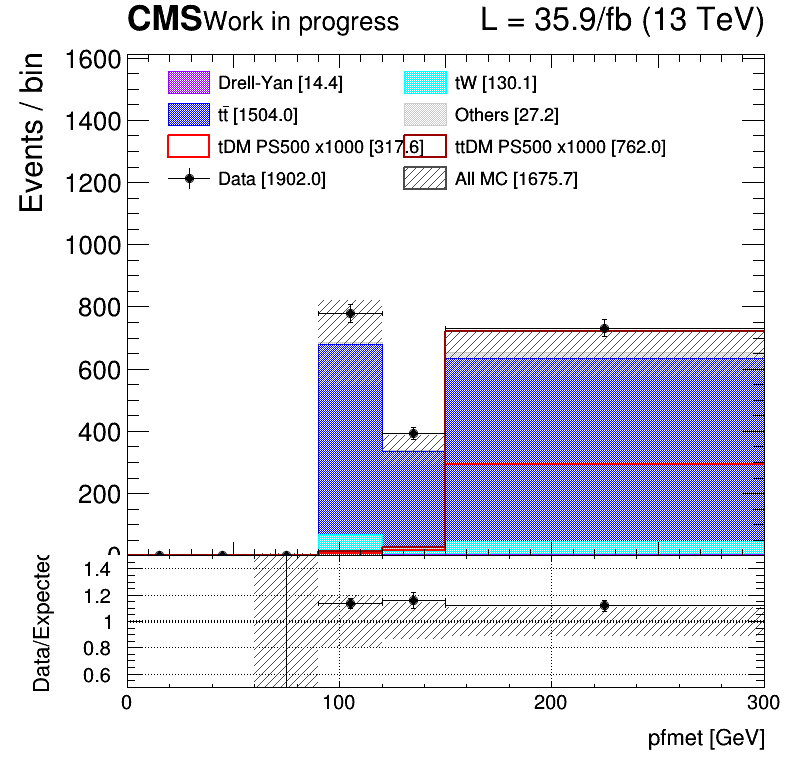 CMS Work in progress L = 35.9/fb (13 TeV)
Events / bin
1600
1400
1200
1000
800
600
400
200
0
Drell-Yan [14.4] tW [130.1]
tt̄ [1504.0] Others [27.2]
tDM PS500 x1000 [317.6] ttDM PS500 x1000 [762.0]
Data [1902.0] All MC [1675.7]
Data/Expected
1.4
1.2
1
0.8
0.6
0 100 200 300
pfmet [GeV]